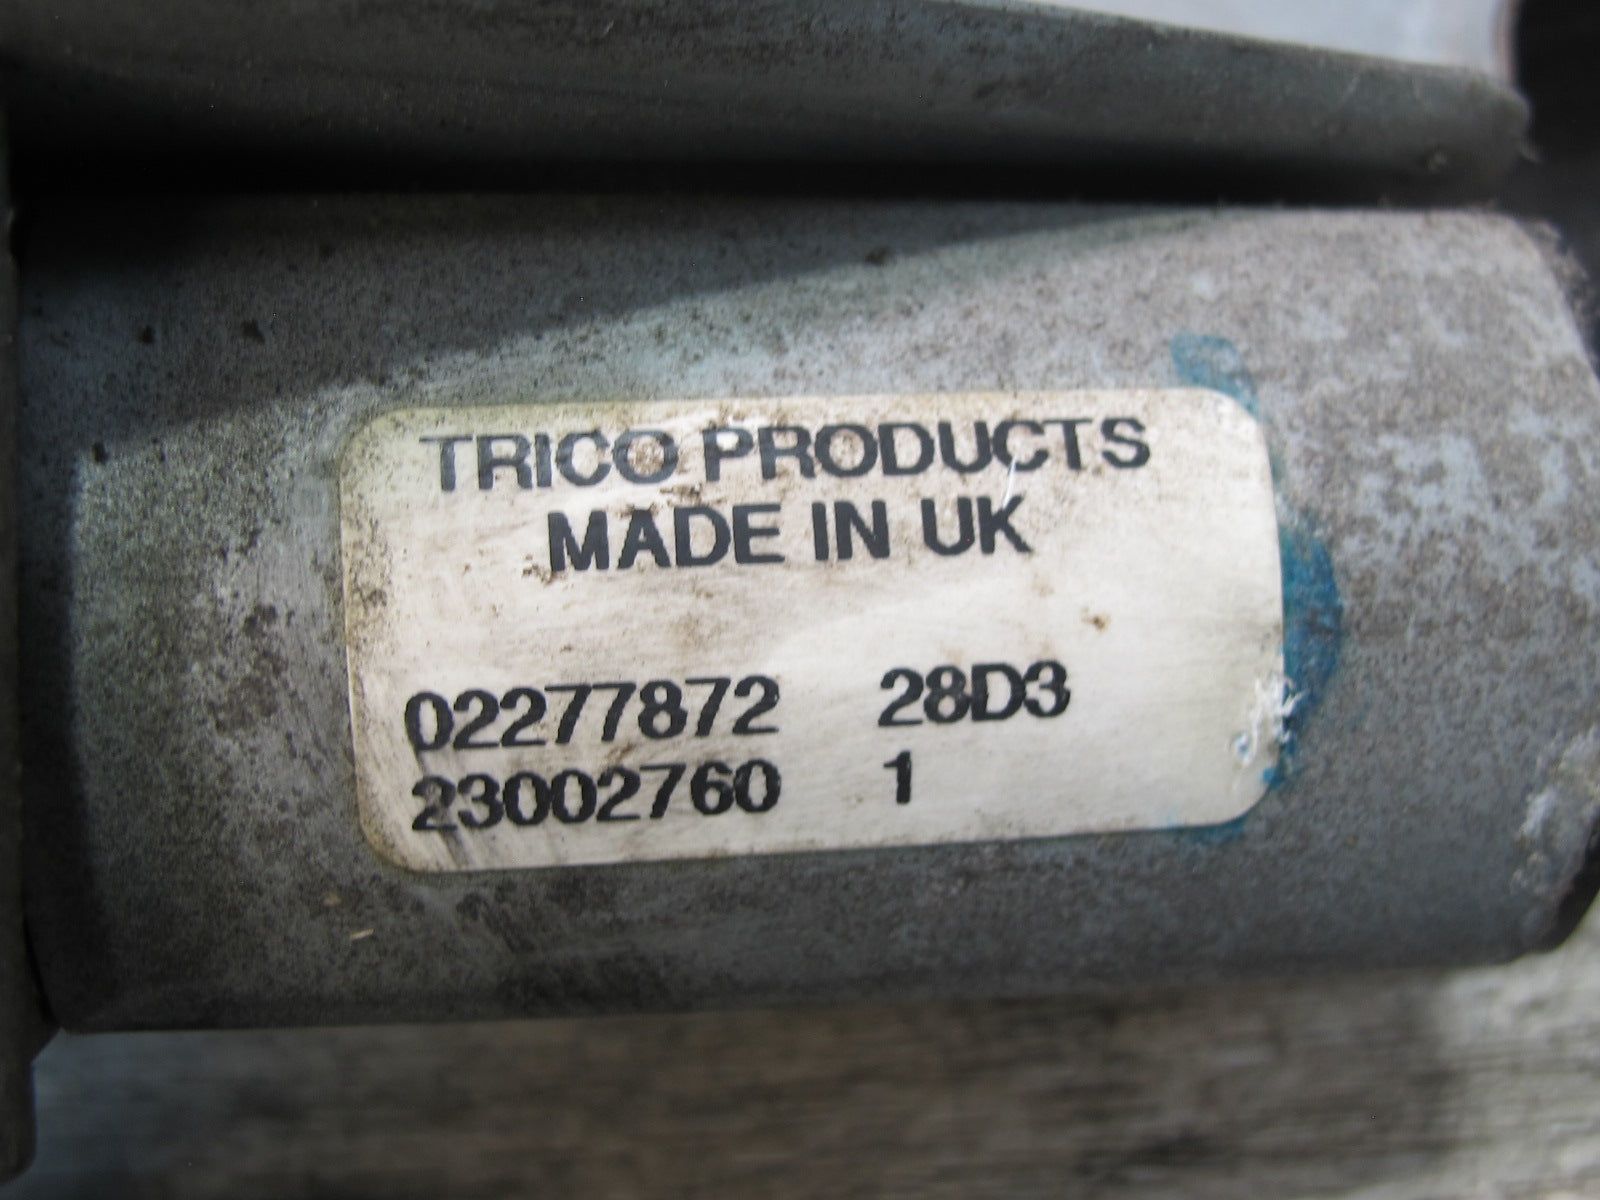 TRICO PRODUCTS
MADE IN UK
02277872 28D3
23002760 1